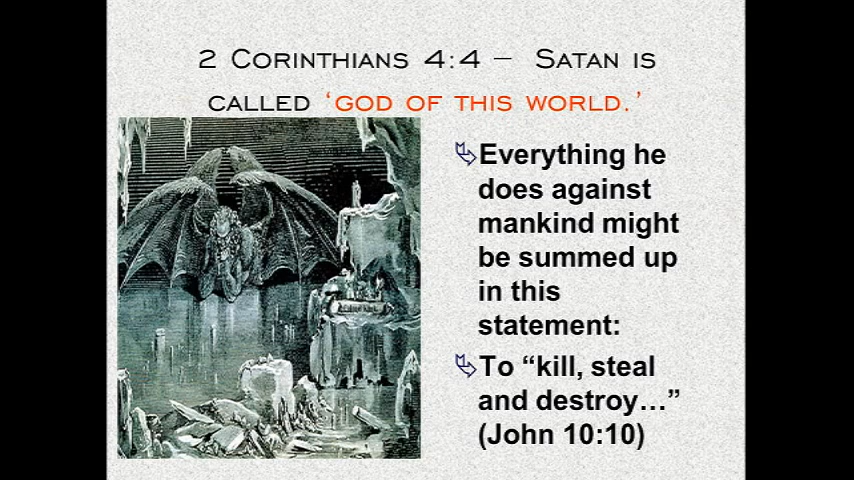 2 Corinthians 4:4 – Satan is
called ‘god of this world.’
Everything he
does against
mankind might
be summed up
in this
statement:
To “kill, steal
and destroy…”
(John 10:10)